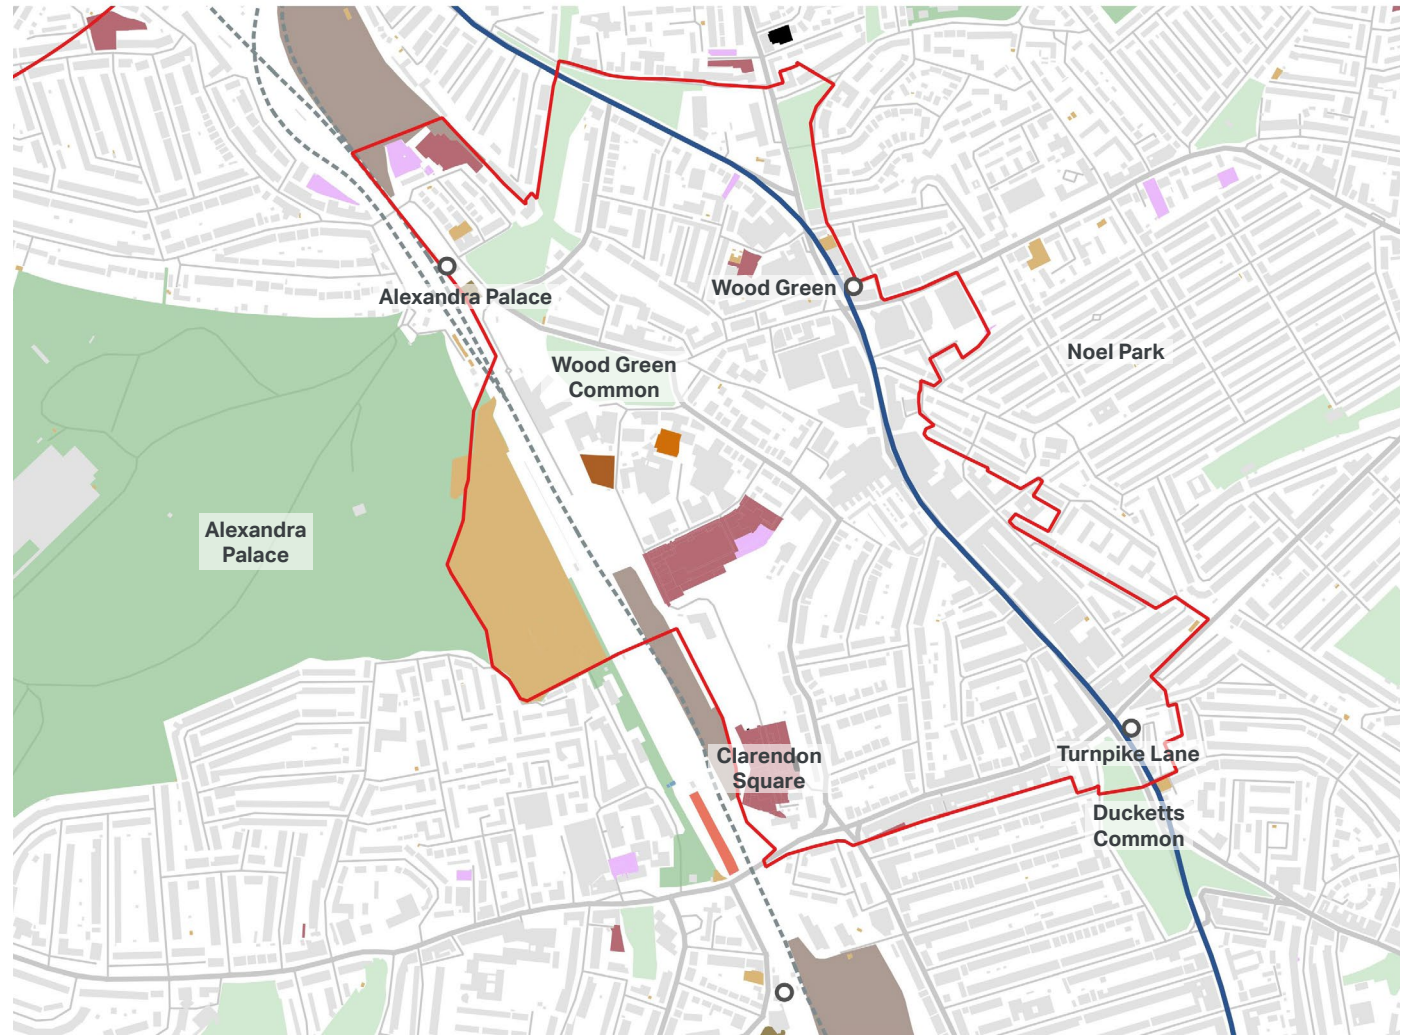 Wood Green
Alexandra Palace
Noel Park
Wood Green
Common
Alexandra
Palace
Clarendon
Square
Turnpike Lane
Ducketts
Common